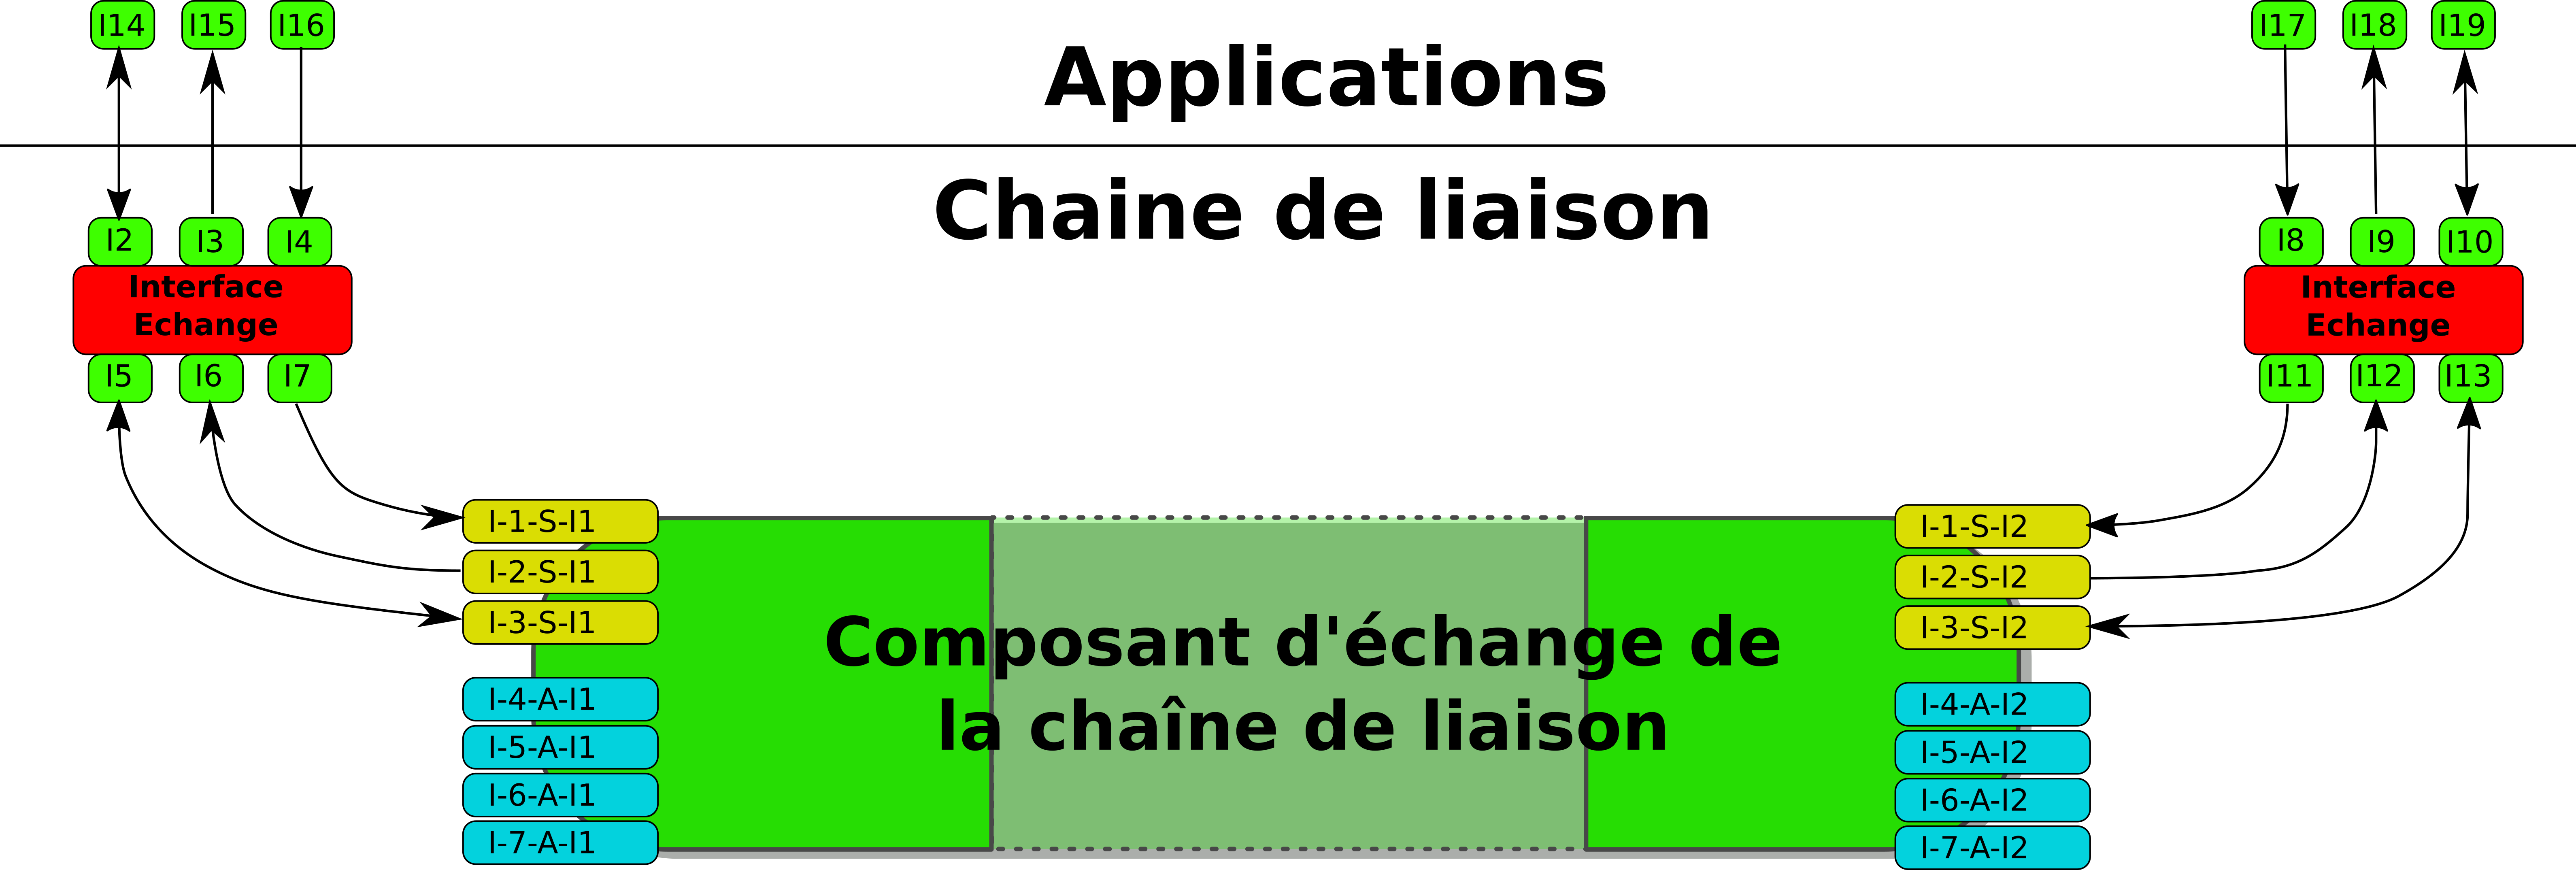 I14 I15 I16 I17 I18 I19
Applications
Chaine de liaison
I2 I3 I4 I8 I9 I10
Interface
Echange
Interface
Echange
I5 I6 I7 I11 I12 I13
I-1-S-I1
I-2-S-I1
I-3-S-I1
I-4-A-I1
I-5-A-I1
I-6-A-I1
I-7-A-I1
Composant d'échange de
la chaîne de liaison
I-1-S-I2
I-2-S-I2
I-3-S-I2
I-4-A-I2
I-5-A-I2
I-6-A-I2
I-7-A-I2